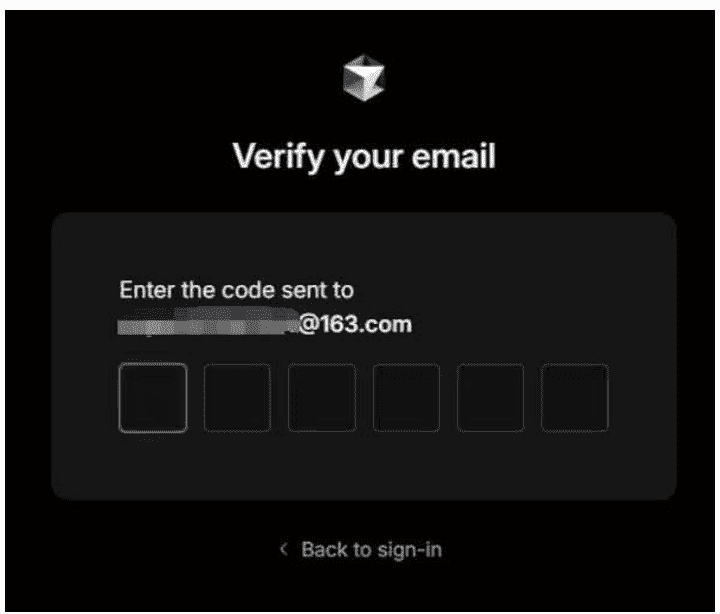 Verify your email
Enter the code sent to
@163.com
Back to sign-in